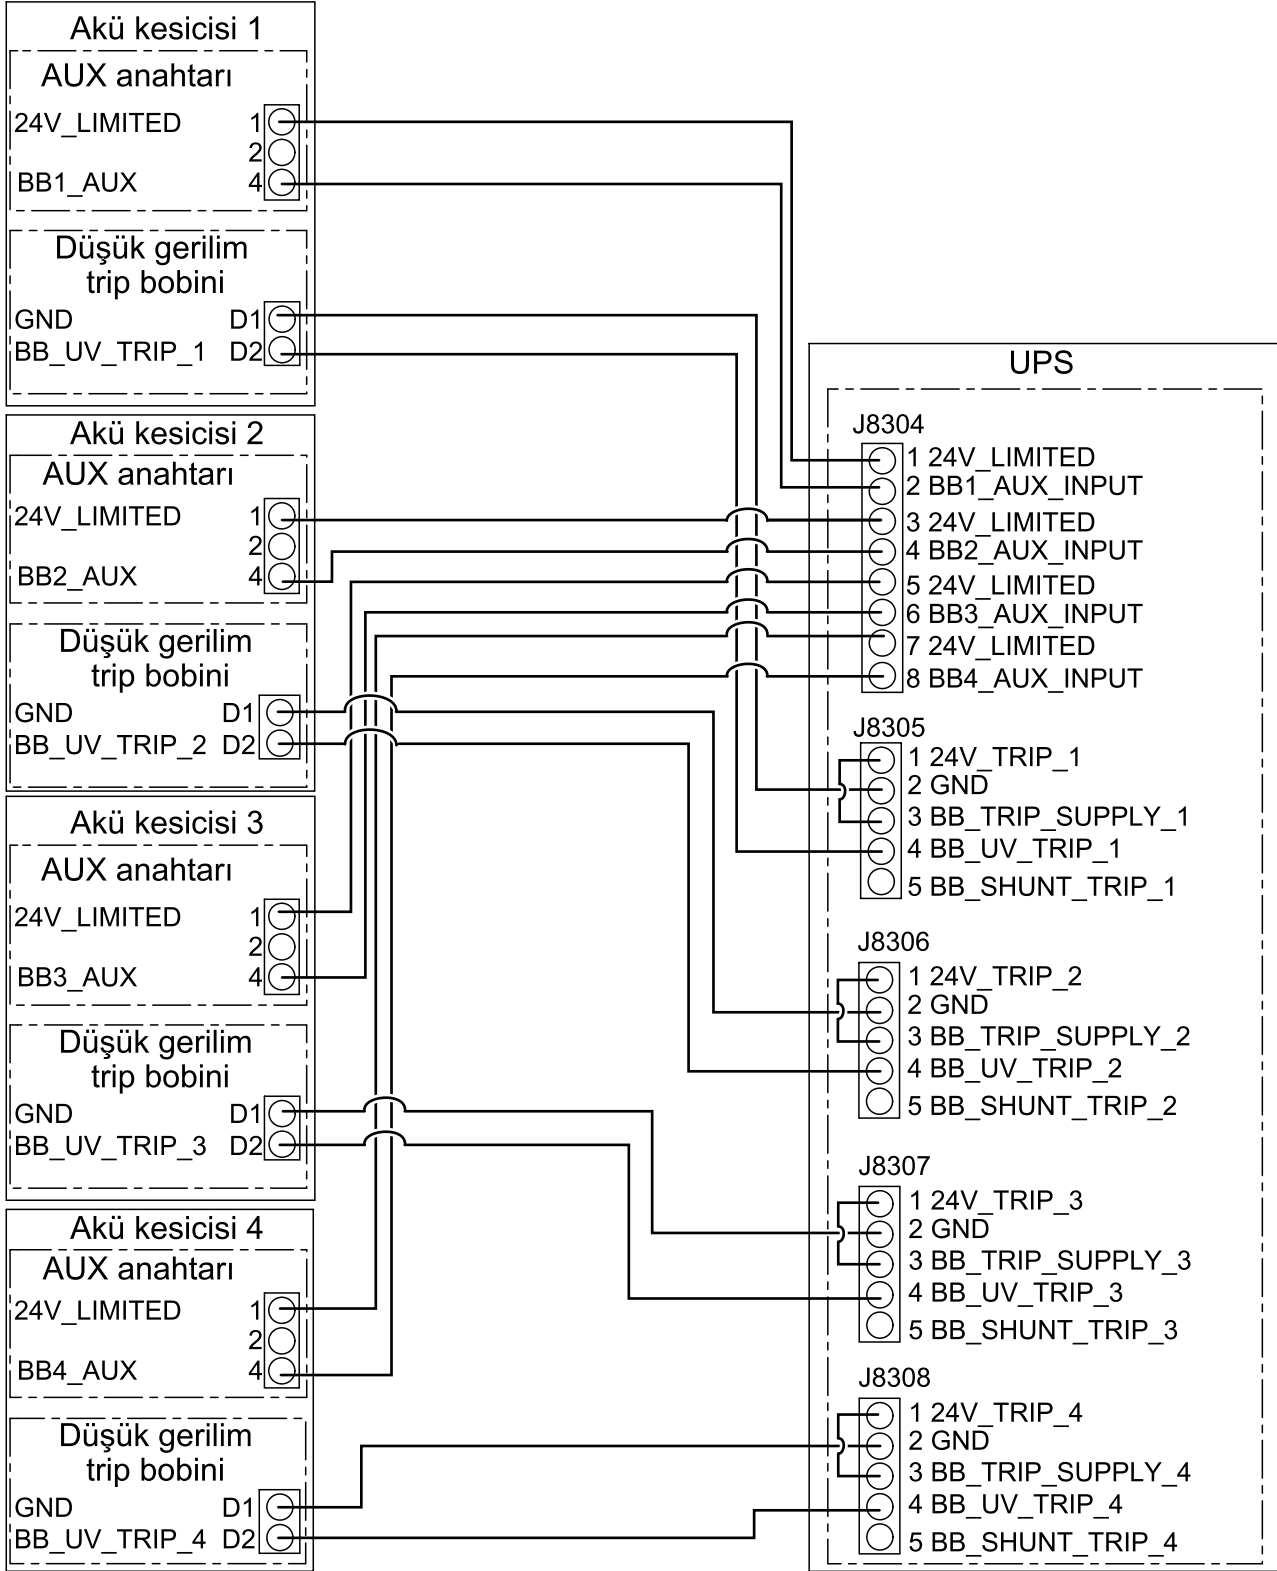 Akü kesicisi 1
AUX anahtarı
24V_LIMITED 1
2
BB1_AUX 4
Düşük gerilim
trip bobini
GND D1
BB_UV_TRIP_1 D2
Akü kesicisi 2
AUX anahtarı
24V_LIMITED 1
2
BB2_AUX 4
Düşük gerilim
trip bobini
GND D1
BB_UV_TRIP_2 D2
Akü kesicisi 3
AUX anahtarı
24V_LIMITED 1
2
BB3_AUX 4
Düşük gerilim
trip bobini
GND D1
BB_UV_TRIP_3 D2
Akü kesicisi 4
AUX anahtarı
24V_LIMITED 1
2
BB4_AUX 4
Düşük gerilim
trip bobini
GND D1
BB_UV_TRIP_4 D2
UPS
J8304
1 24V_LIMITED
2 BB1_AUX_INPUT
3 24V_LIMITED
4 BB2_AUX_INPUT
5 24V_LIMITED
6 BB3_AUX_INPUT
7 24V_LIMITED
8 BB4_AUX_INPUT
J8305
1 24V_TRIP_1
2 GND
3 BB_TRIP_SUPPLY_1
4 BB_UV_TRIP_1
5 BB_SHUNT_TRIP_1
J8306
1 24V_TRIP_2
2 GND
3 BB_TRIP_SUPPLY_2
4 BB_UV_TRIP_2
5 BB_SHUNT_TRIP_2
J8307
1 24V_TRIP_3
2 GND
3 BB_TRIP_SUPPLY_3
4 BB_UV_TRIP_3
5 BB_SHUNT_TRIP_3
J8308
1 24V_TRIP_4
2 GND
3 BB_TRIP_SUPPLY_4
4 BB_UV_TRIP_4
5 BB_SHUNT_TRIP_4